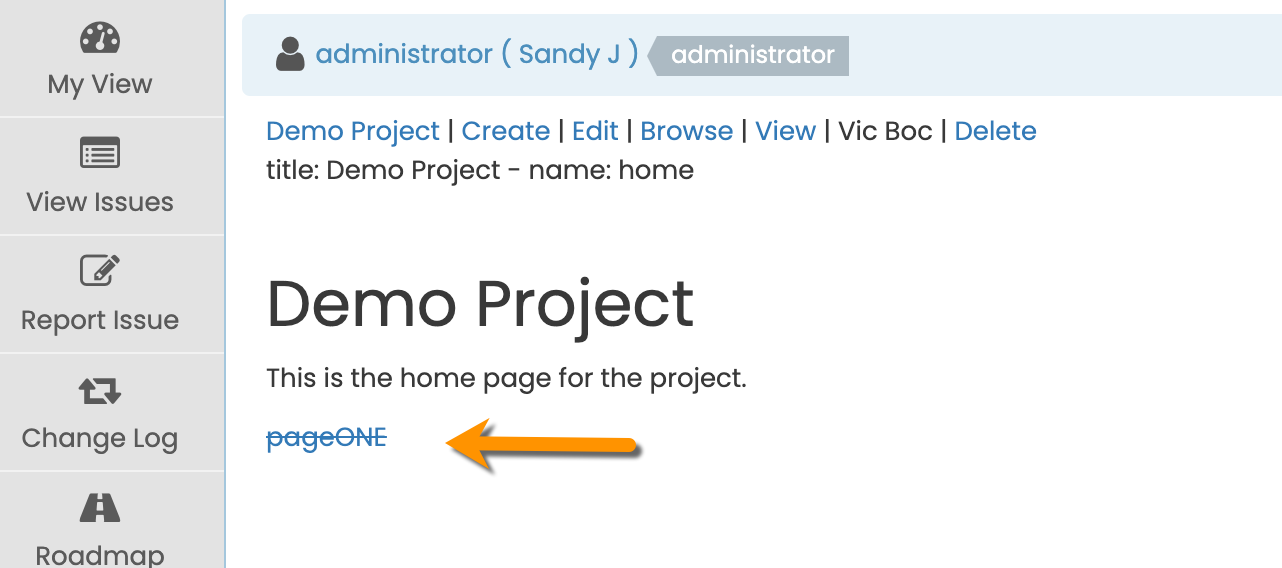 My View
View Issues
Report Issue
Change Log
Roadmap
administrator ( Sandy J ) administrator
Demo Project | Create | Edit | Browse | View | Vic Boc | Delete
title: Demo Project - name: home
Demo Project
This is the home page for the project.
pageONE